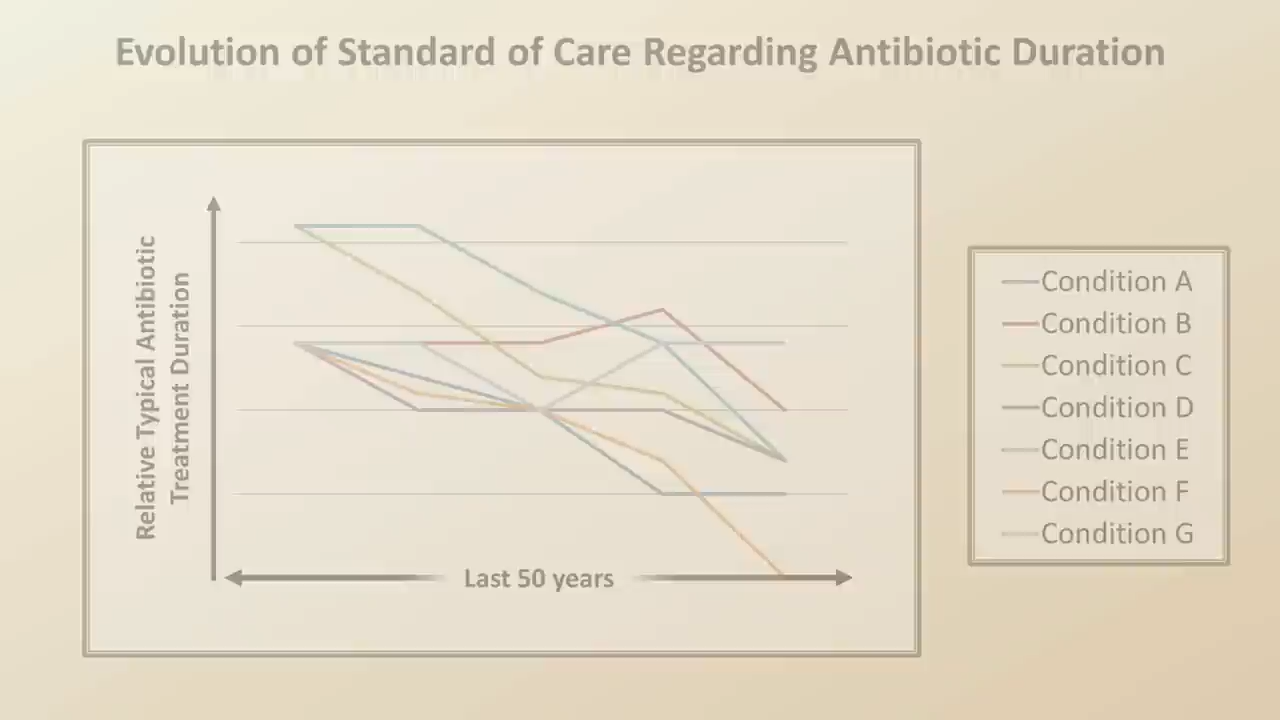 Evolution of Standard of Care Regarding Antibiotic Duration
Relative Typical Antibiotic
Treatment Duration
Last 50 years
Condition A
Condition B
Condition C
Condition D
Condition E
Condition F
Condition G